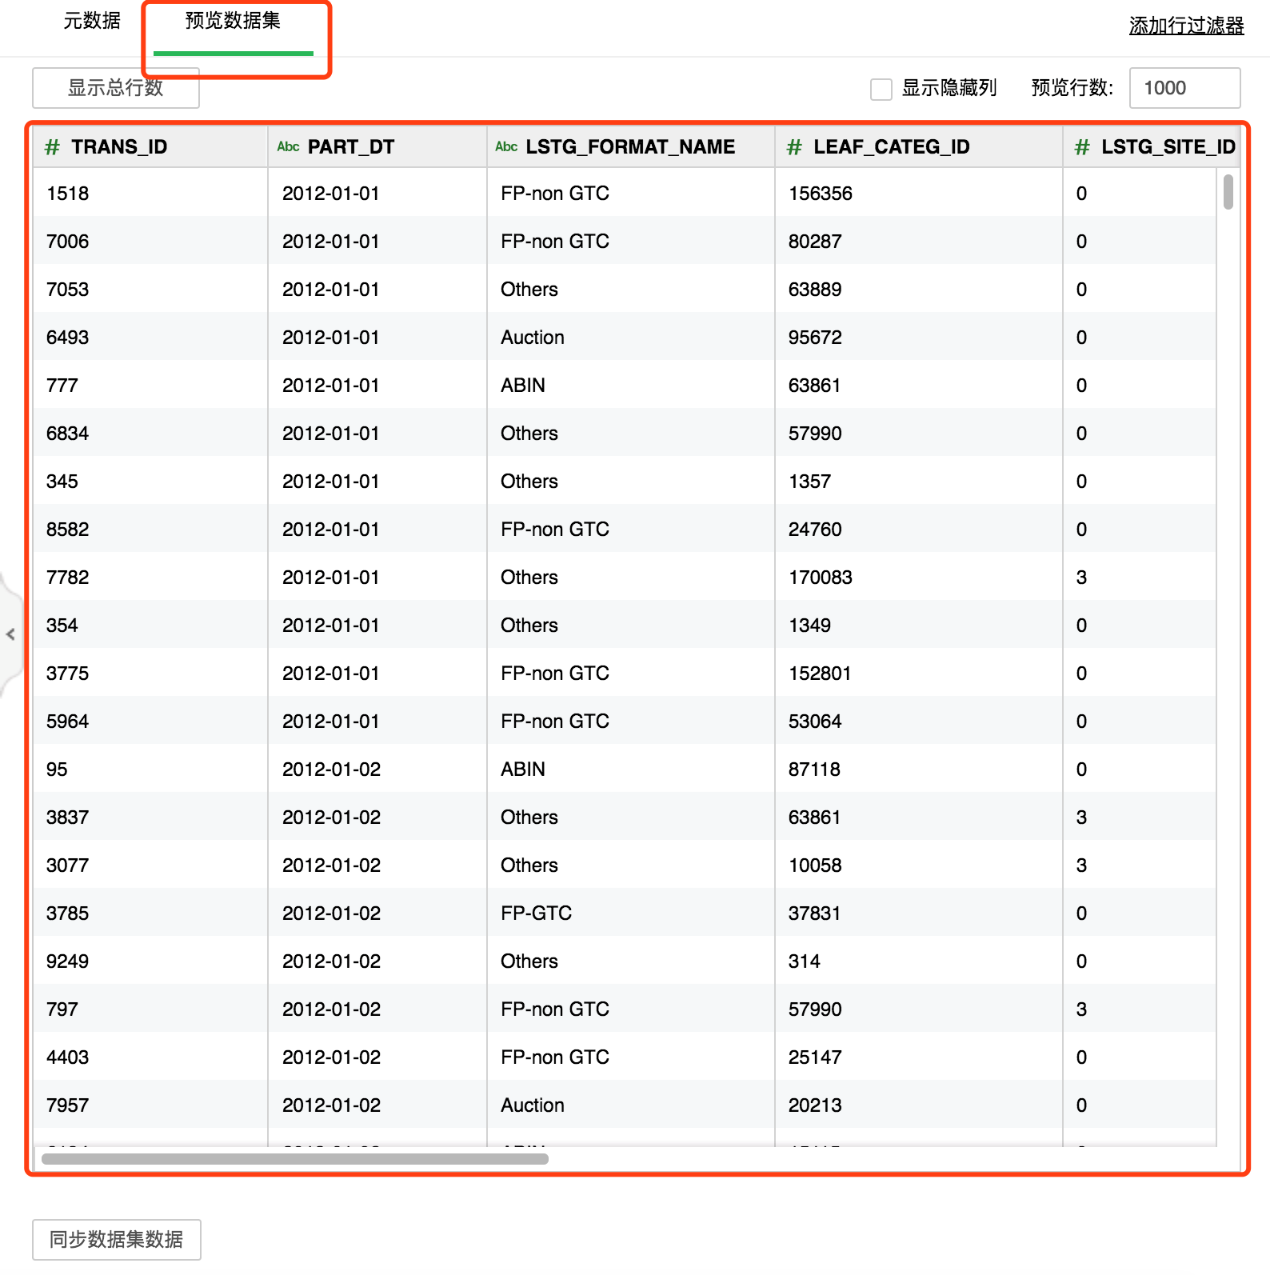 元数据 预览数据集 添加行过滤器
显示总行数 显示隐藏列 预览行数: 1000
# TRANS_ID Abc PART_DT Abc LSTG_FORMAT_NAME # LEAF_CATEG_ID # LSTG_SITE_ID
1518 2012-01-01 FP-non GTC 156356 0
7006 2012-01-01 FP-non GTC 80287 0
7053 2012-01-01 Others 63889 0
6493 2012-01-01 Auction 95672 0
777 2012-01-01 ABIN 63861 0
6834 2012-01-01 Others 57990 0
345 2012-01-01 Others 1357 0
8582 2012-01-01 FP-non GTC 24760 0
7782 2012-01-01 Others 170083 3
354 2012-01-01 Others 1349 0
3775 2012-01-01 FP-non GTC 152801 0
5964 2012-01-01 FP-non GTC 53064 0
95 2012-01-02 ABIN 87118 0
3837 2012-01-02 Others 63861 3
3077 2012-01-02 Others 10058 3
3785 2012-01-02 FP-GTC 37831 0
9249 2012-01-02 Others 314 0
797 2012-01-02 FP-non GTC 57990 3
4403 2012-01-02 FP-non GTC 25147 0
7957 2012-01-02 Auction 20213 0
同步数据集数据